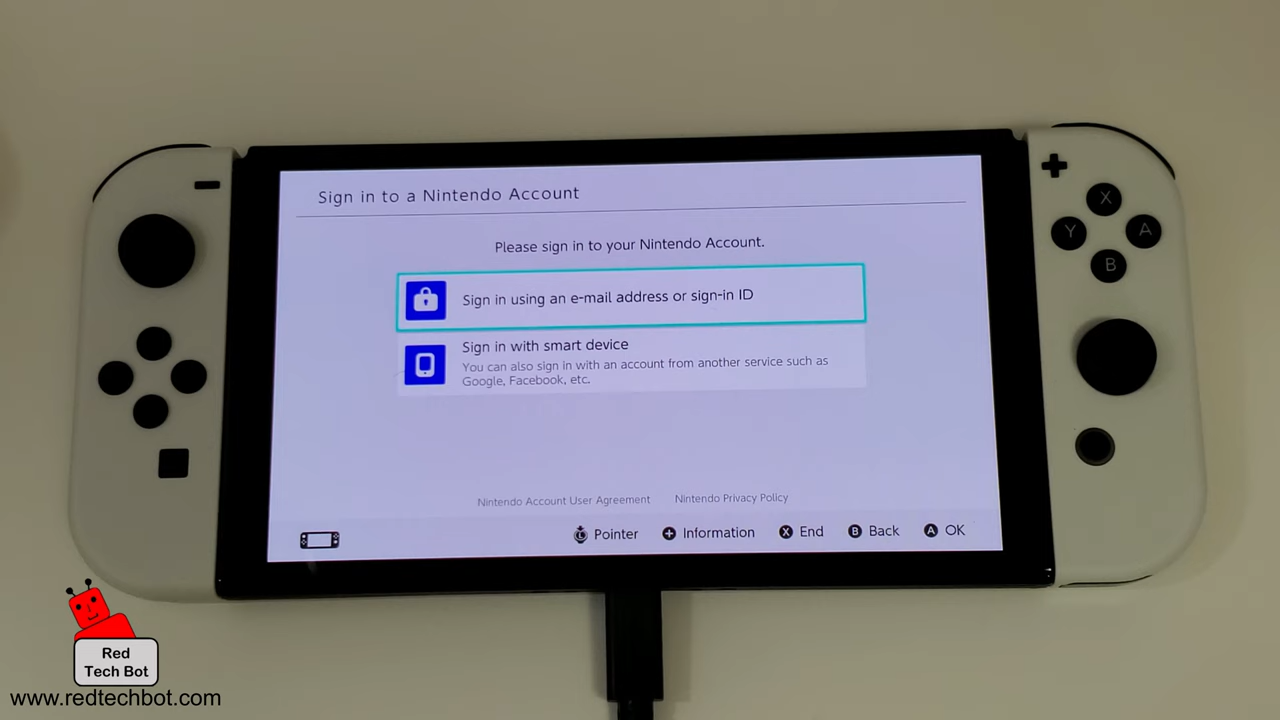 Sign in to a Nintendo Account
Please sign in to your Nintendo Account.
Sign in using an e-mail address or sign-in ID
Sign in with smart device
You can also sign in with an account from another service such as
Google, Facebook, etc.
Nintendo Account User Agreement Nintendo Privacy Policy
L Pointer + Information X End B Back A OK
X
Y A
B
Red
Tech Bot
www.redtechbot.com